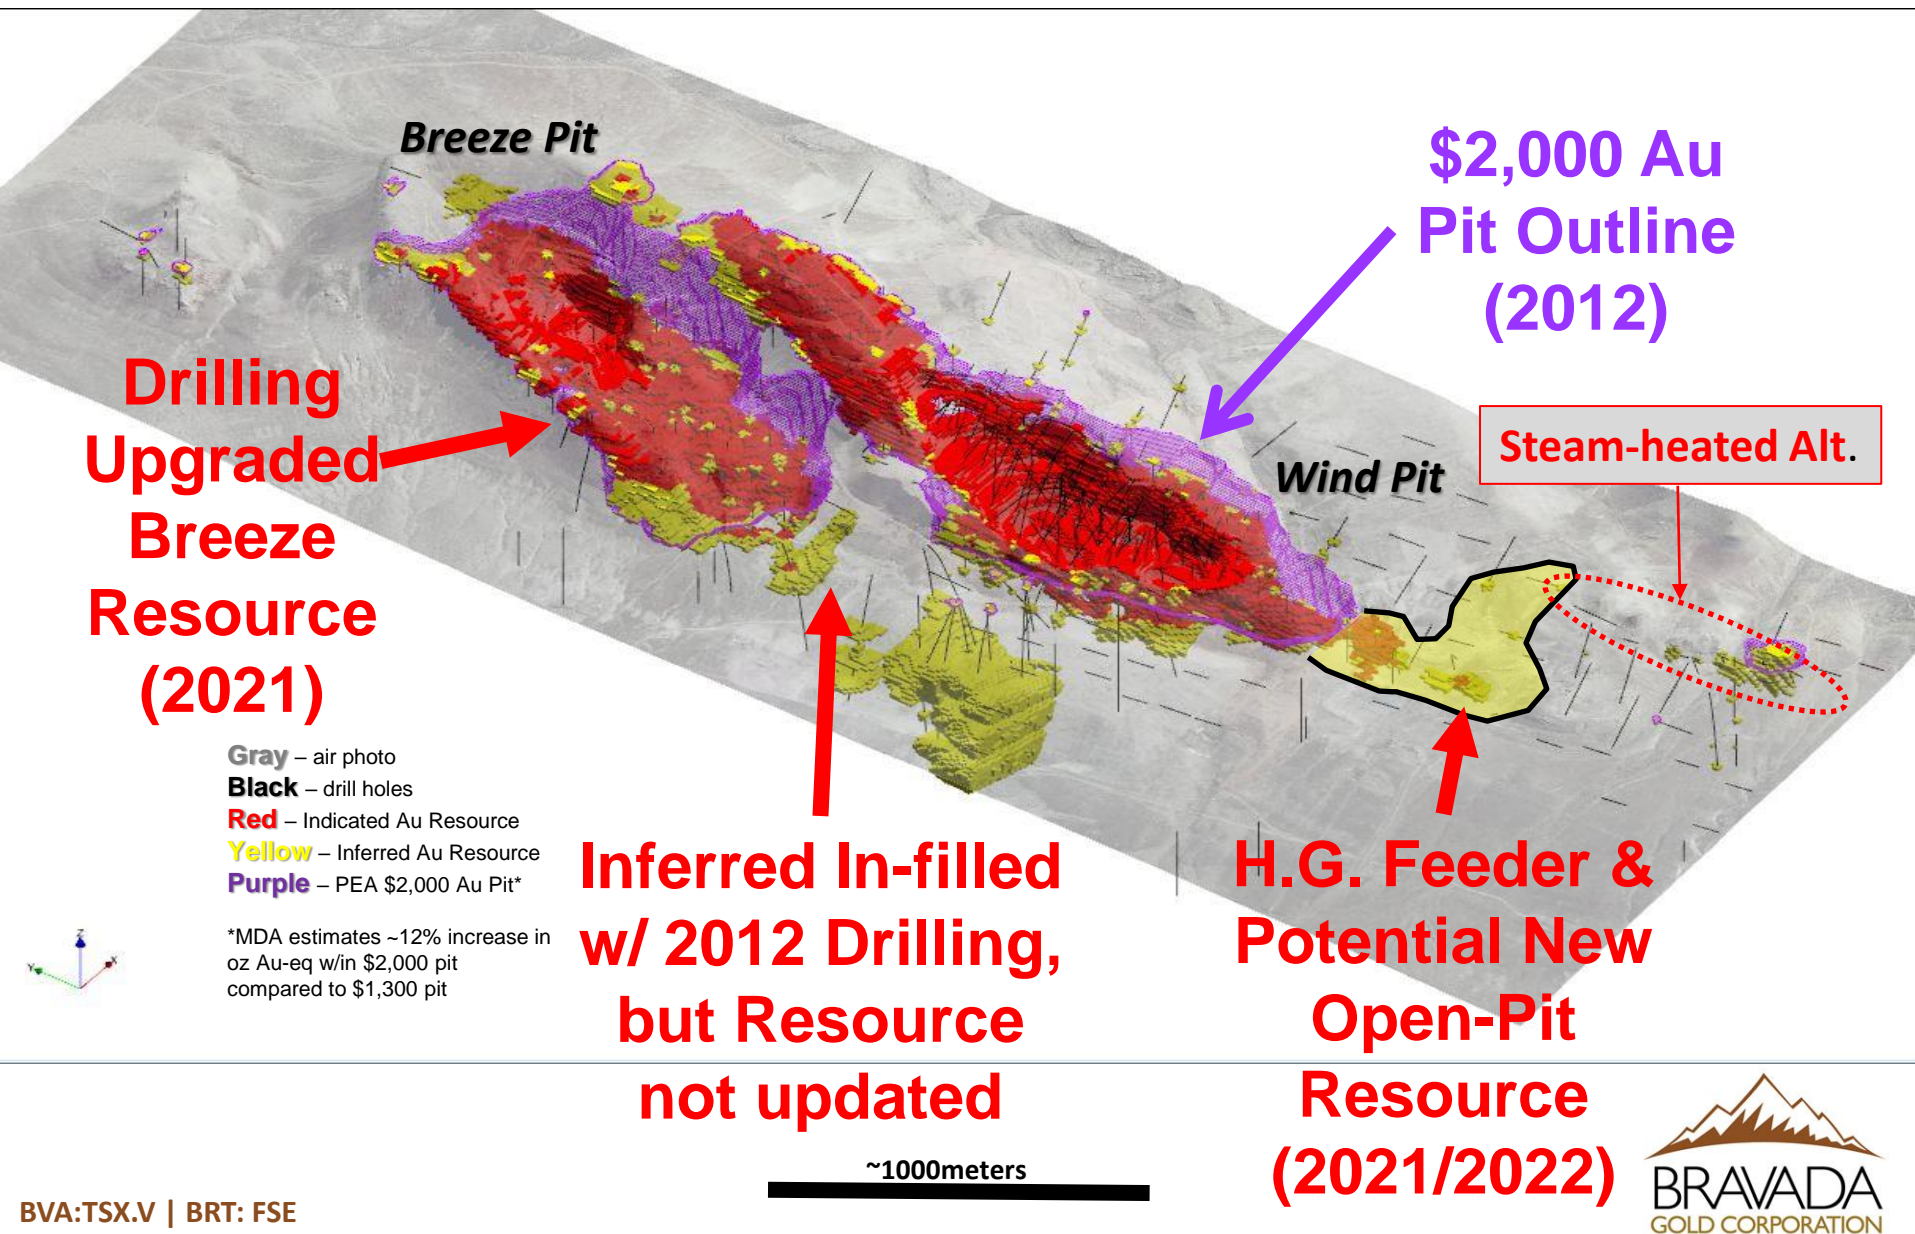 Breeze Pit
$2,000 Au
Pit Outline
(2012)
Drilling
Upgraded
Breeze
Resource
(2021)
Steam-heated Alt.
Wind Pit
Gray – air photo
Black – drill holes
Red – Indicated Au Resource
Yellow – Inferred Au Resource
Purple – PEA $2,000 Au Pit*
*MDA estimates ~12% increase in
oz Au-eq w/in $2,000 pit
compared to $1,300 pit
Z
Y
X
Inferred In-filled
w/ 2012 Drilling,
but Resource
not updated
H.G. Feeder &
Potential New
Open-Pit
Resource
(2021/2022)
~1000meters
BVA:TSX.V | BRT: FSE
BRAVADA
GOLD CORPORATION